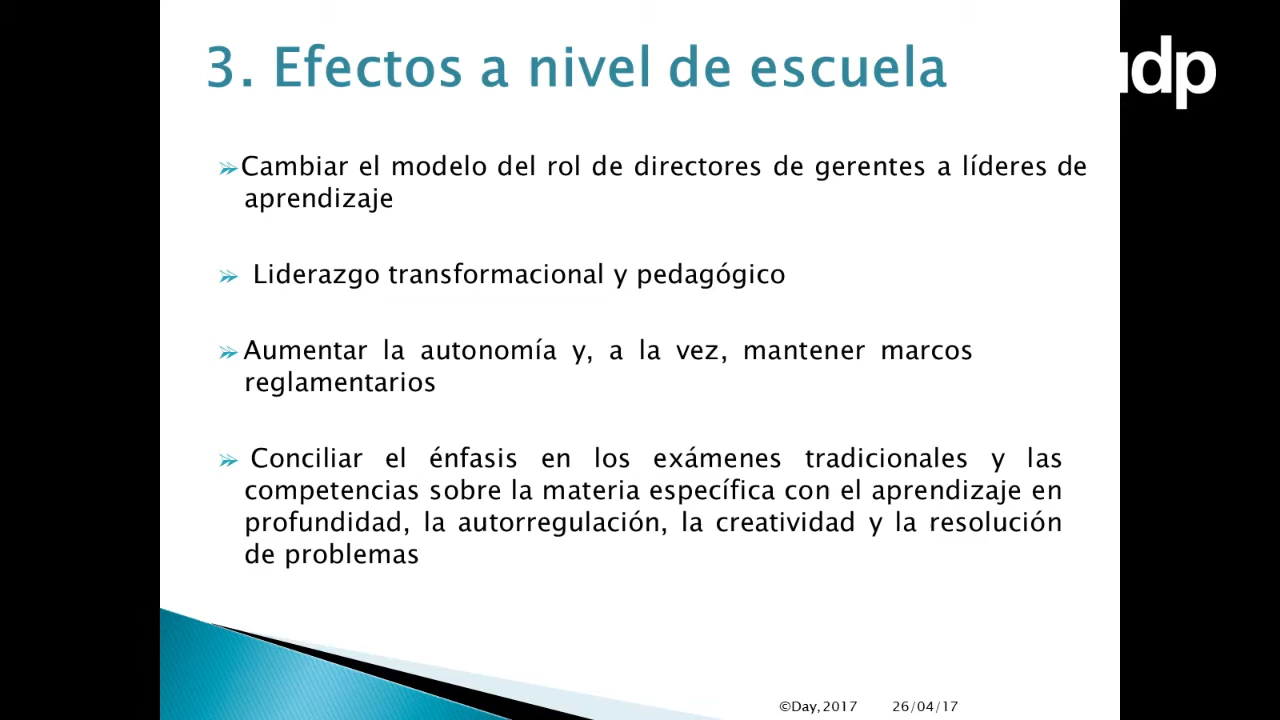 3. Efectos a nivel de escuela
udp
Cambiar el modelo del rol de directores de gerentes a líderes de
aprendizaje
Liderazgo transformacional y pedagógico
Aumentar la autonomía y, a la vez, mantener marcos
reglamentarios
Conciliar el énfasis en los exámenes tradicionales y las
competencias sobre la materia específica con el aprendizaje en
profundidad, la autorregulación, la creatividad y la resolución
de problemas
©Day,2017 26/04/17